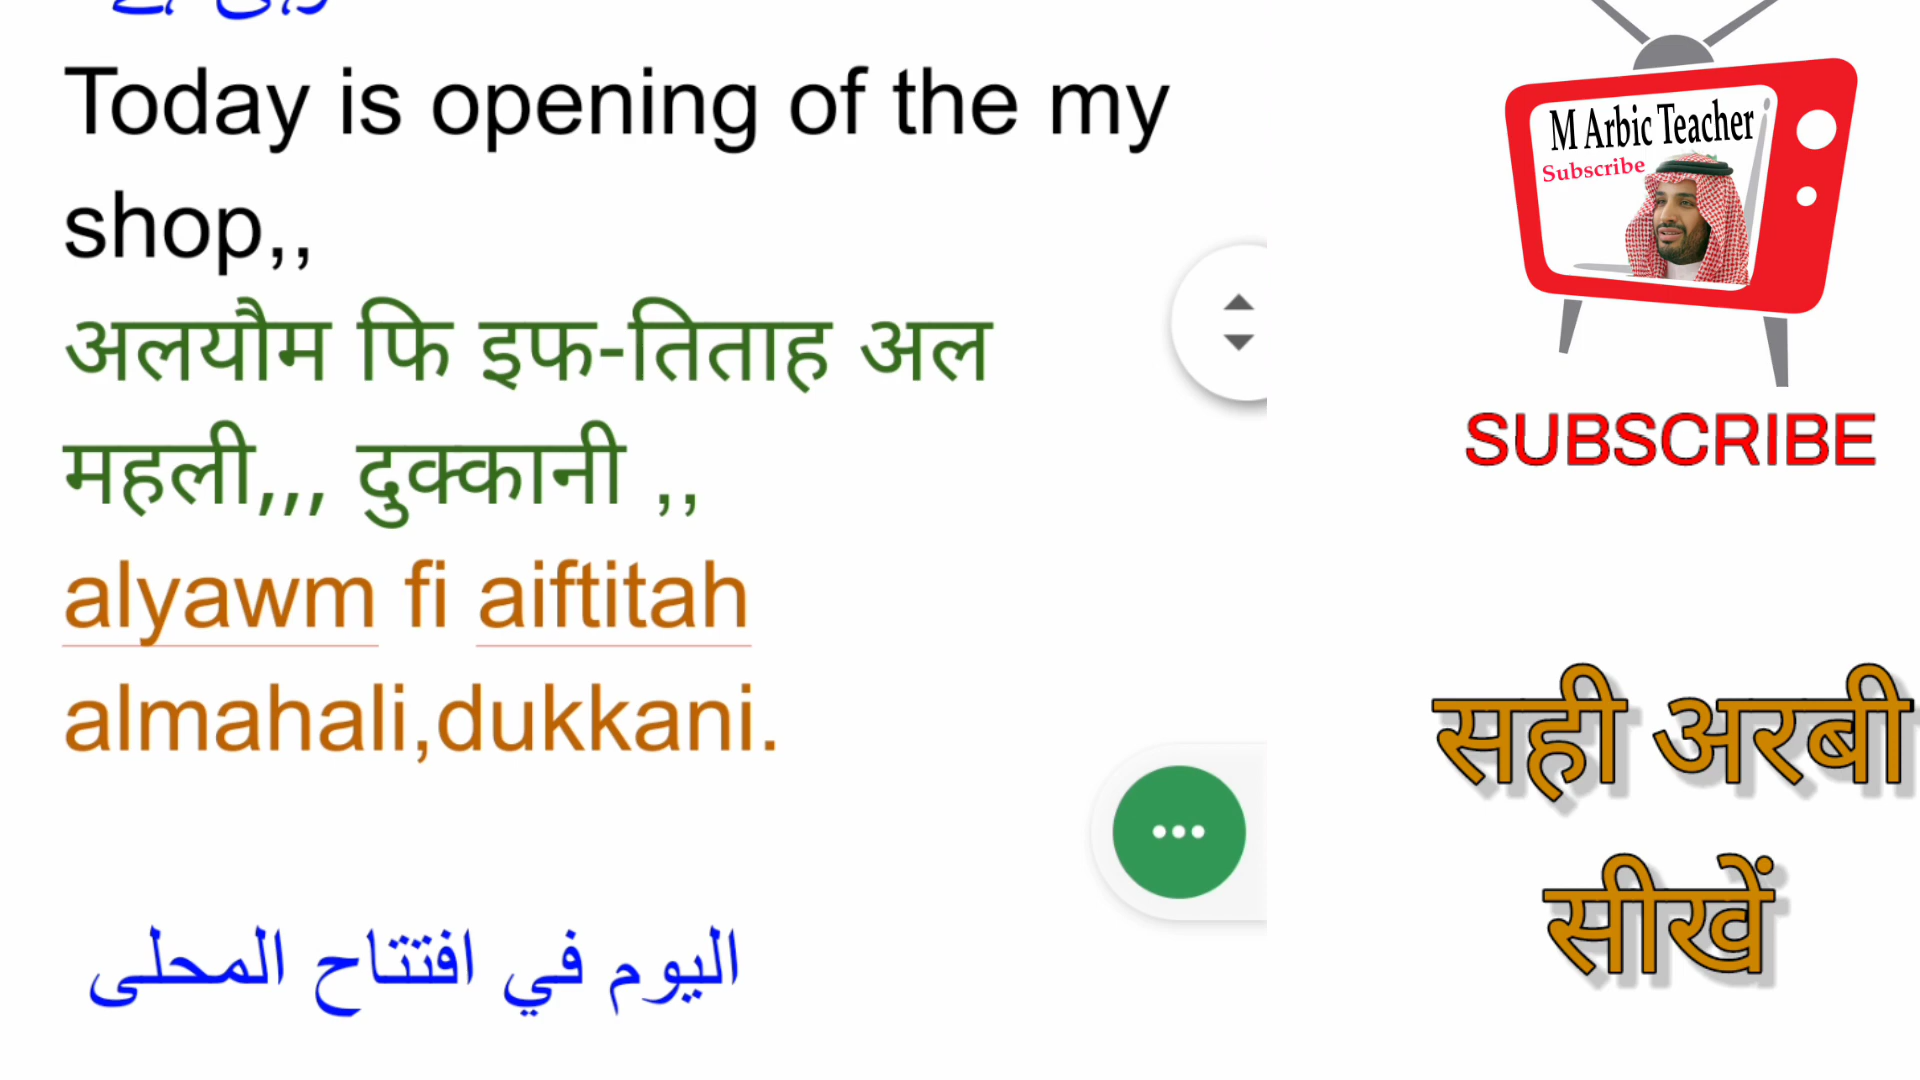 Today is opening of the my
shop,,
अलयौम फि इफ-तिताह अल
महली,,, दुक्कानी ,,
alyawm fi aiftitah
almahali,dukkani.
اليوم في افتتاح المحلى
M Arbic Teacher
Subscribe
SUBSCRIBE
सही अरबी
सीखें